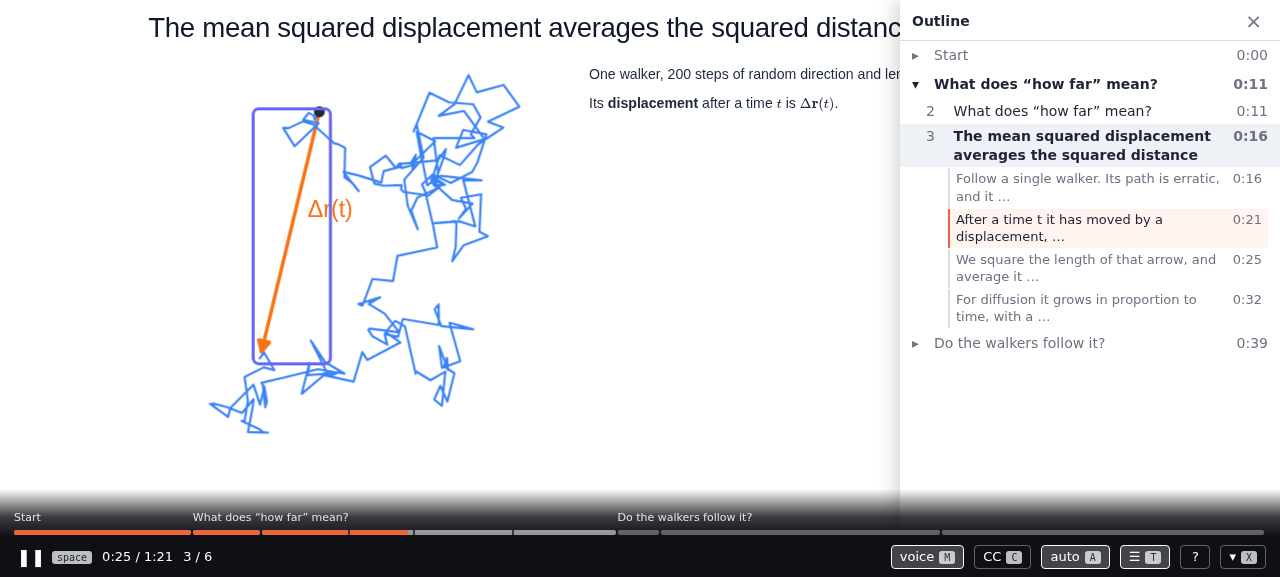 The mean squared displacement averages the squared distanc
One walker, 200 steps of random direction and ler
Its displacement after a time t is Δr(t).
Δr(t)
Outline
▸ Start 0:00
▾ What does “how far” mean? 0:11
2 What does “how far” mean? 0:11
3 The mean squared displacement 0:16
averages the squared distance
Follow a single walker. Its path is erratic, 0:16
and it …
After a time t it has moved by a 0:21
displacement, …
We square the length of that arrow, and 0:25
average it …
For diffusion it grows in proportion to 0:32
time, with a …
▸ Do the walkers follow it? 0:39
Start What does “how far” mean? Do the walkers follow it?
space 0:25 / 1:21 3 / 6 voice M CC C auto A ☰ T ? ▾ X